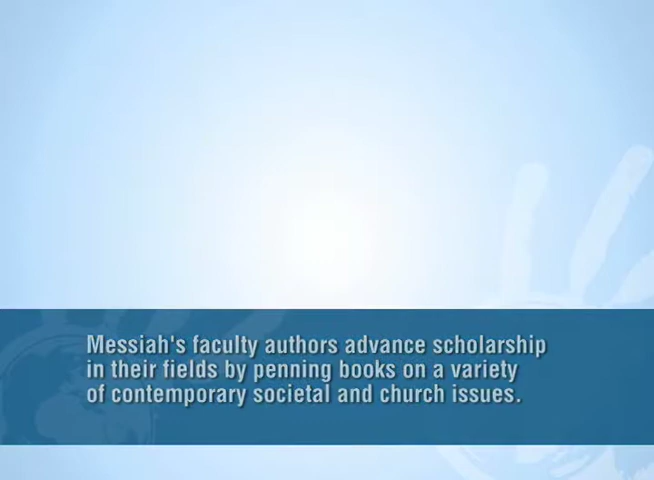 Messiah's faculty authors advance scholarship
in their fields by penning books on a variety
of contemporary societal and church issues.